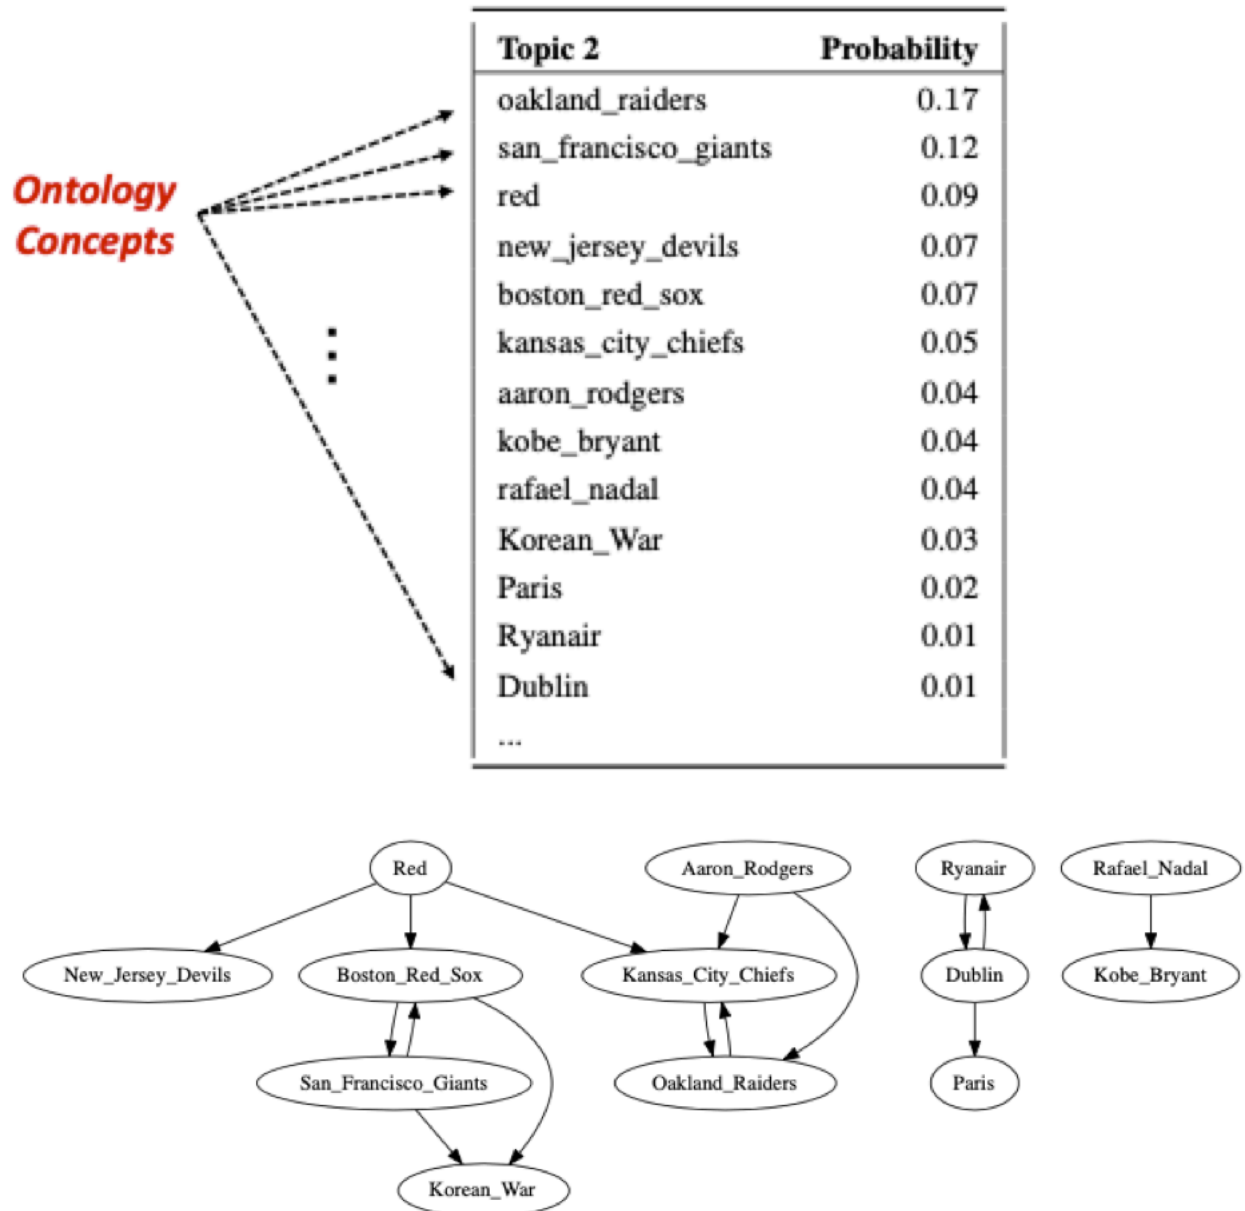 Topic 2 Probability
oakland_raiders 0.17
san_francisco_giants 0.12
Ontology
Concepts
red 0.09
new_jersey_devils 0.07
boston_red_sox 0.07
kansas_city_chiefs 0.05
aaron_rodgers 0.04
kobe_bryant 0.04
rafael_nadal 0.04
Korean_War 0.03
Paris 0.02
Ryanair 0.01
Dublin 0.01
...
Red Aaron_Rodgers Ryanair Rafael_Nadal
New_Jersey_Devils Boston_Red_Sox Kansas_City_Chiefs Dublin Kobe_Bryant
San_Francisco_Giants Oakland_Raiders Paris
Korean_War